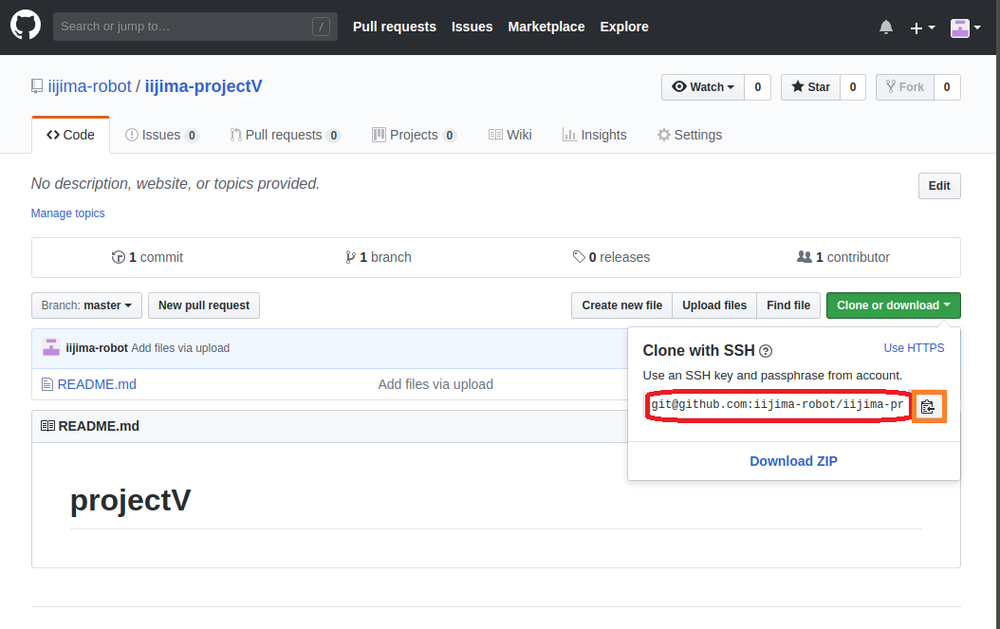 Search or jump to… /
Pull requests Issues Marketplace Explore
iijima-robot / iijima-projectV
Watch 0 Star 0 Fork 0
Code Issues 0 Pull requests 0 Projects 0 Wiki Insights Settings
No description, website, or topics provided.
Edit
Manage topics
1 commit 1 branch 0 releases 1 contributor
Branch: master New pull request Create new file Upload files Find file Clone or download
iijima-robot Add files via upload
README.md Add files via upload
README.md
projectV
Clone with SSH ? Use HTTPS
Use an SSH key and passphrase from account.
git@github.com:iijima-robot/iijima-pr
Download ZIP